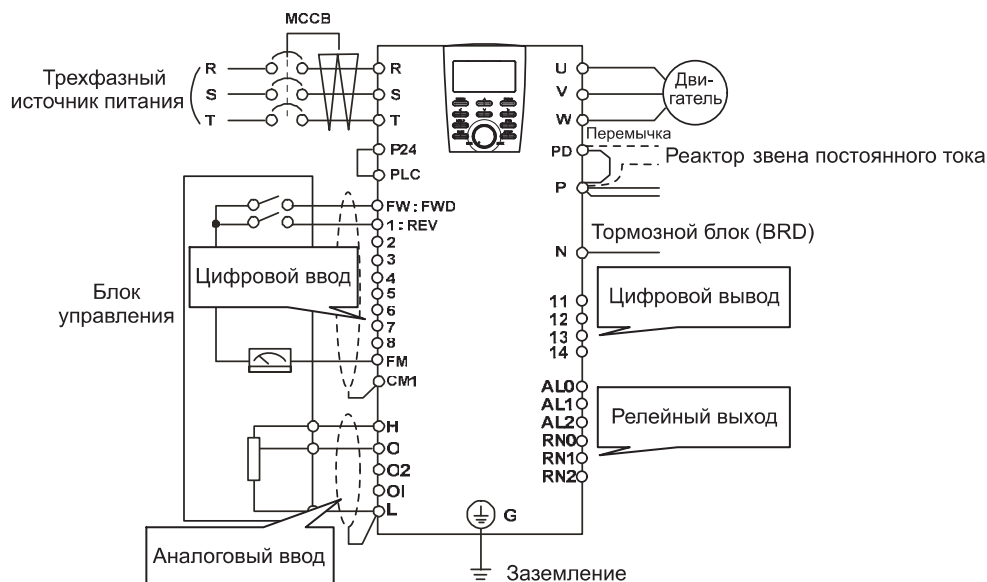 MCCB
Трехфазный
источник питания
R
S
T
R
S
T
P24
PLC
FW:FWD
1:REV
2
3
4
5
6
7
8
FM
CM1
H
O
O2
OI
L
Цифровой ввод
Блок
управления
Аналоговый ввод
U
V
W
Дви-
гатель
Перемычка
PD
Реактор звена постоянного тока
P
Тормозной блок (BRD)
N
11
12
13
14
Цифровой вывод
AL0
AL1
AL2
RN0
RN1
RN2
Релейный выход
G
Заземление